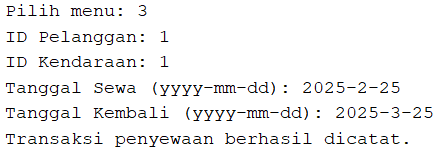 Pilih menu: 3
ID Pelanggan: 1
ID Kendaraan: 1
Tanggal Sewa (yyyy-mm-dd): 2025-2-25
Tanggal Kembali (yyyy-mm-dd): 2025-3-25
Transaksi penyewaan berhasil dicatat.